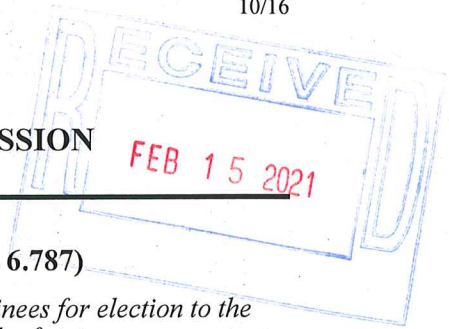 10/16
RECEIVED
SSION
FEB 15 2021
6.787)
inees for election to the